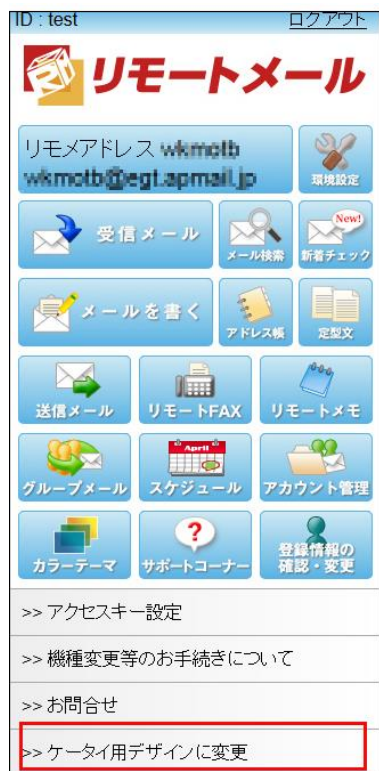 ID : test
ログアウト
リモートメール
リモメアドレス
環境設定
受信メール
メール検索
New!
新着チェック
メールを書く
アドレス帳
定型文
送信メール
リモートFAX
リモートメモ
グループメール
April
スケジュール
アカウント管理
カラーテーマ
?
サポートコーナー
登録情報の
確認・変更
>> アクセスキー設定
>> 機種変更等のお手続きについて
>> お問合せ
>> ケータイ用デザインに変更